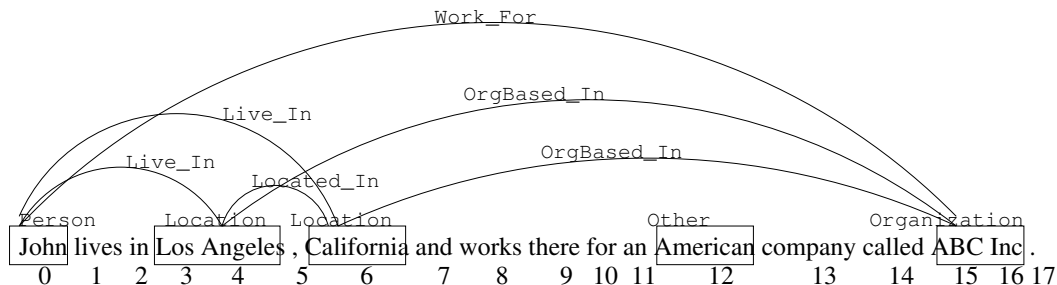 Work_For
OrgBased_In
Live_In
OrgBased_In
Live_In
Located_In
Person Location Location Other Organization
John lives in Los Angeles , California and works there for an American company called ABC Inc .
0 1 2 3 4 5 6 7 8 9 10 11 12 13 14 15 16 17